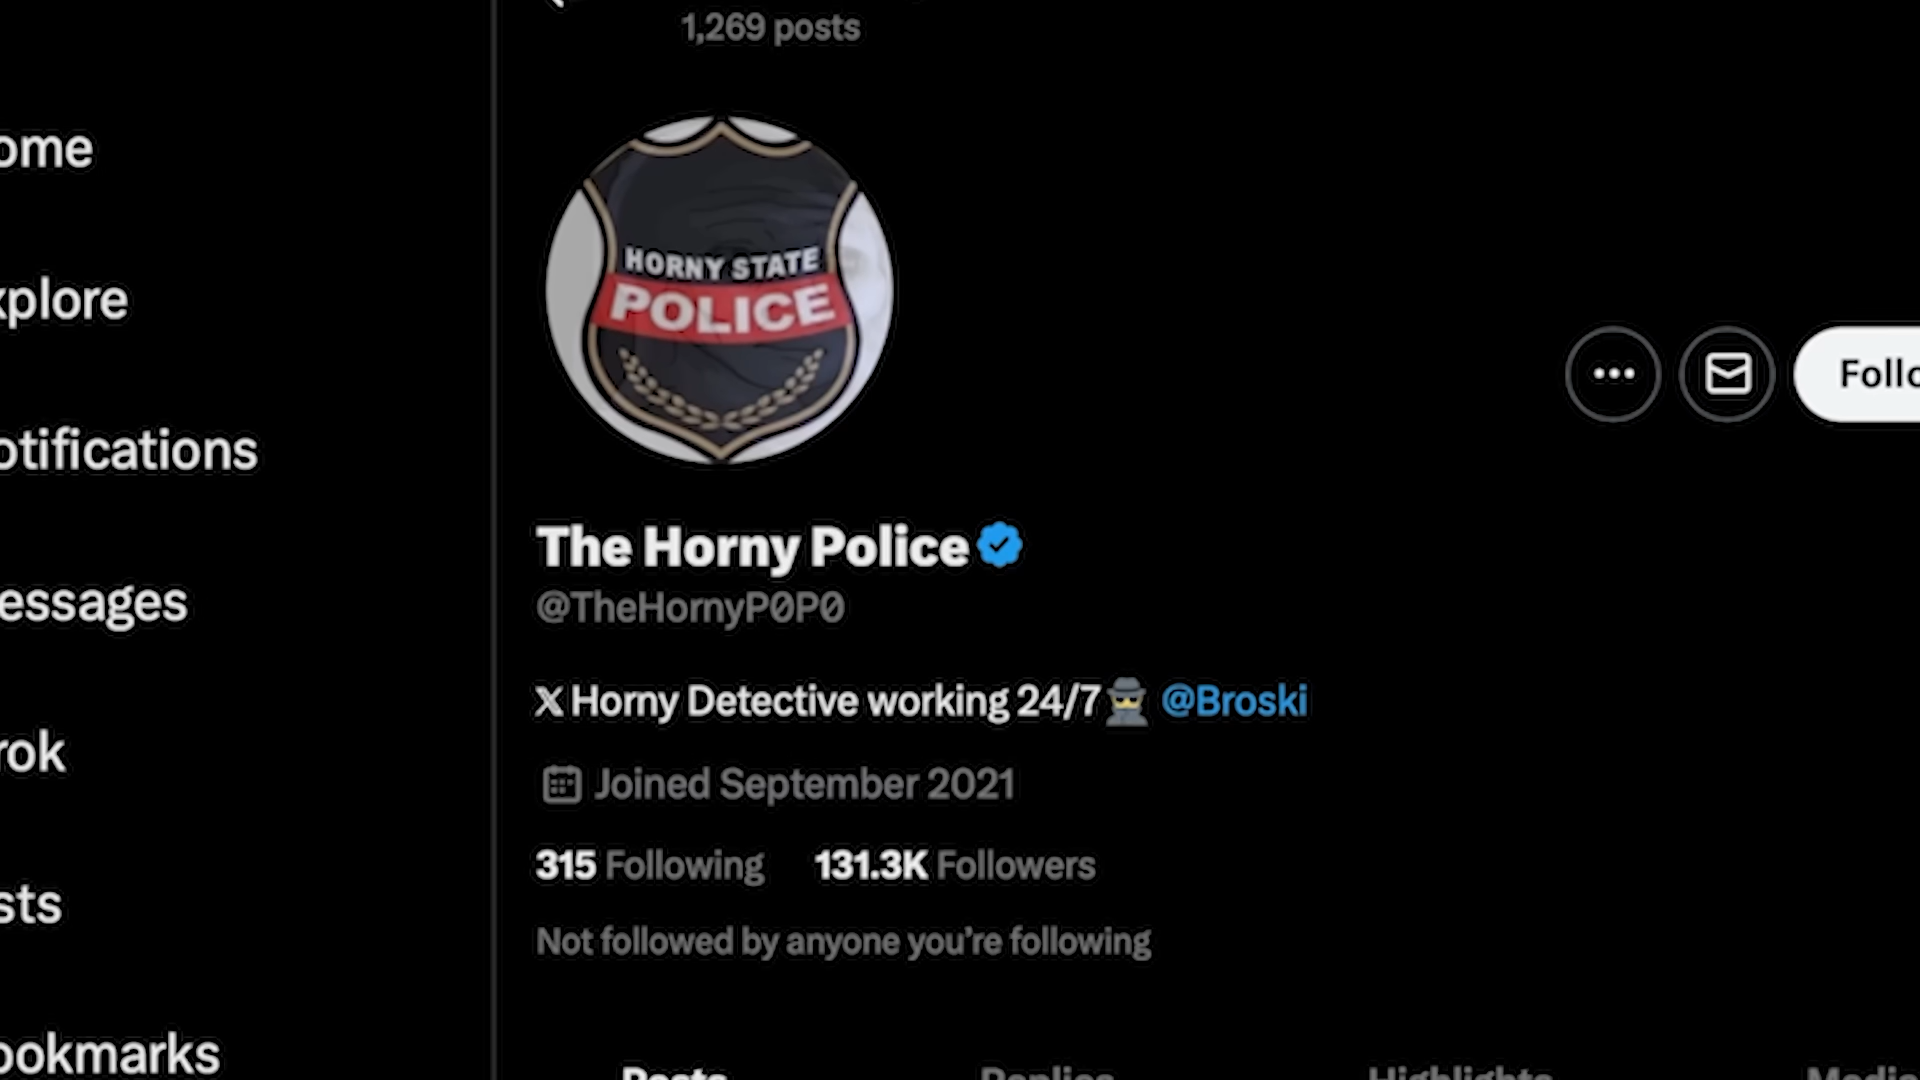 1,269 posts
ome
xplore
otifications
essages
rok
sts
ookmarks
HORNY STATE
POLICE
Follo
The Horny Police
@TheHornyP0P0
𝕏 Horny Detective working 24/7🕵️ @Broski
Joined September 2021
315 Following 131.3K Followers
Not followed by anyone you’re following
Posts Replies Highlights Media